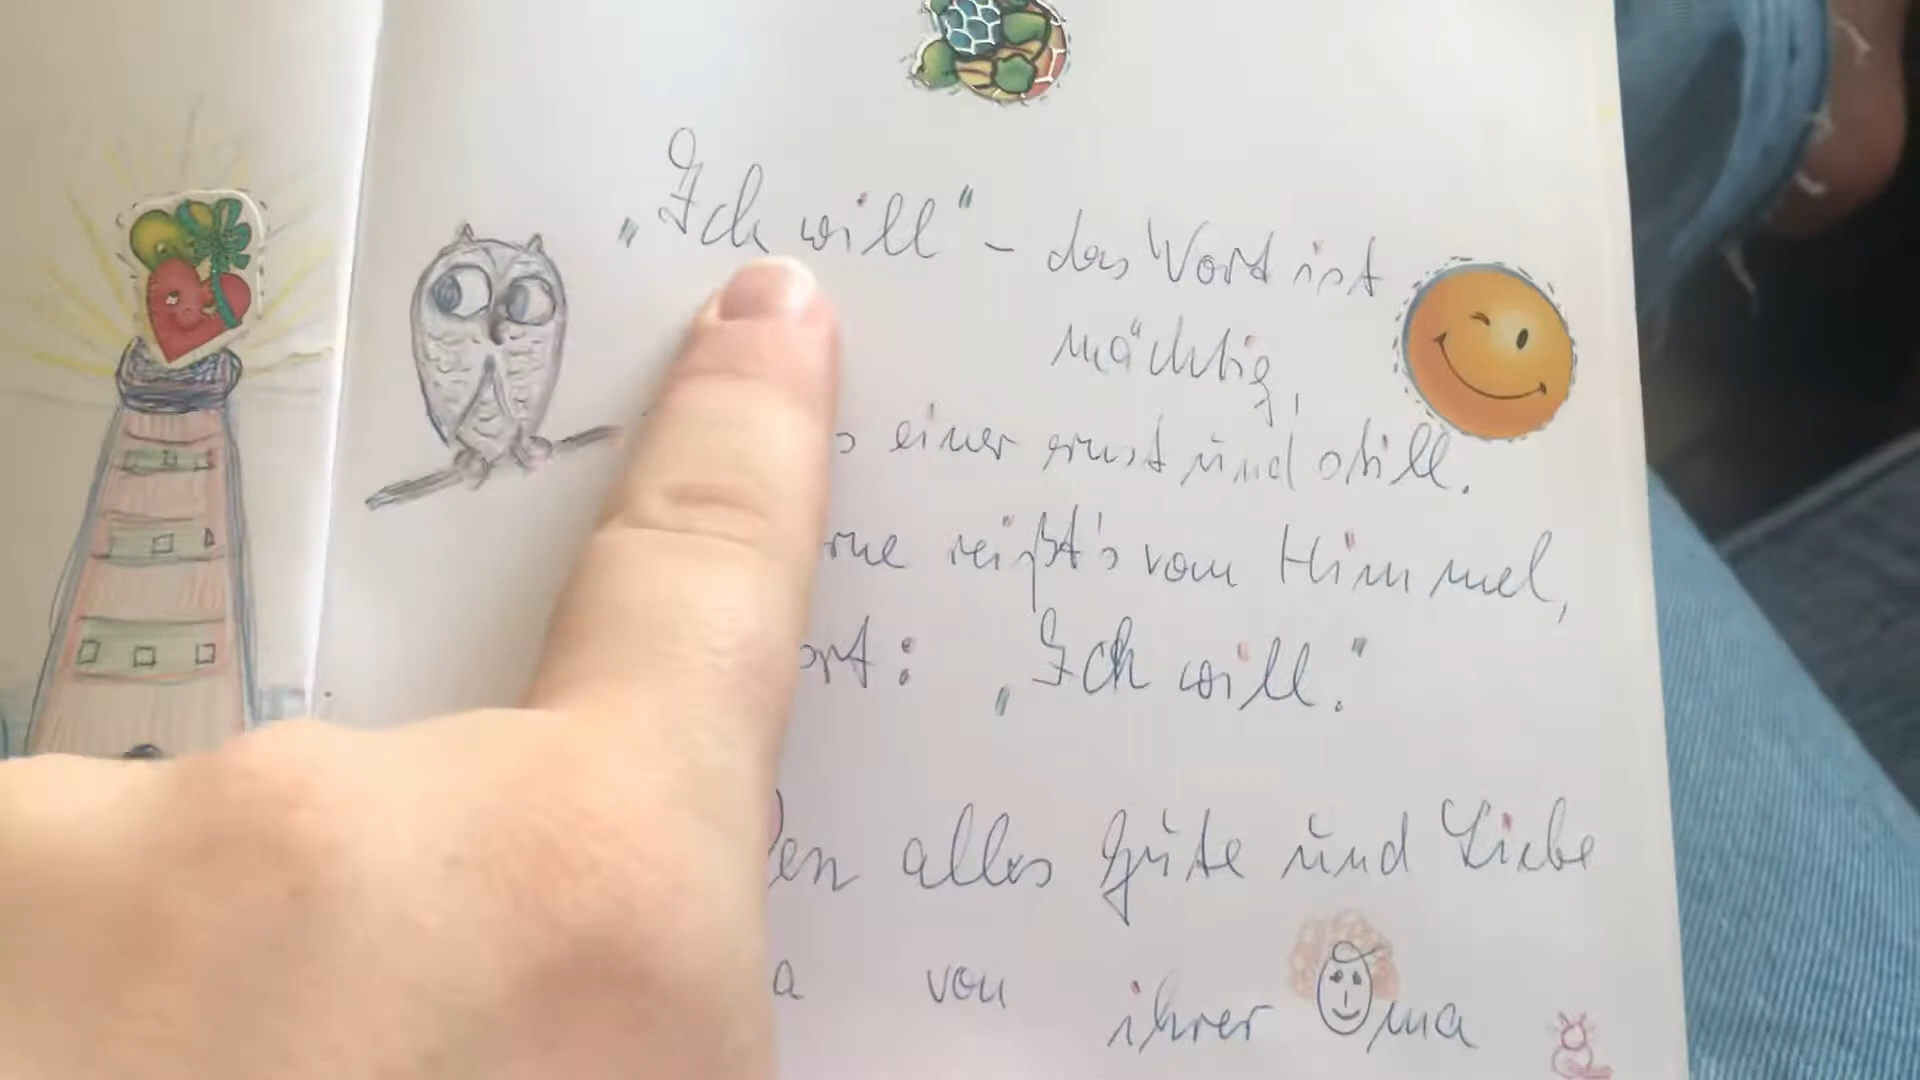 „Ich will" – das Wort ist
mächtig,
einer ernst und still.
reißt's vom Himmel,
: „Ich will."
alles Gute und Liebe
von ihrer Oma